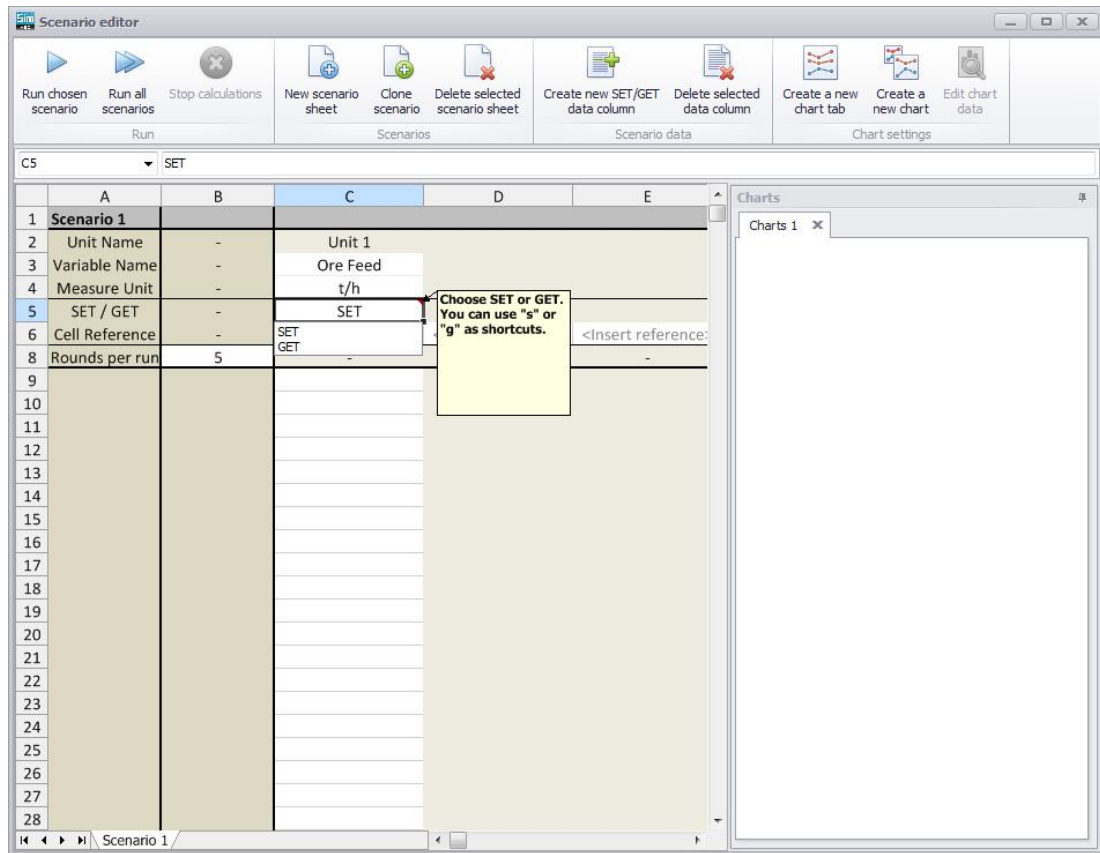 Sim
Scenario editor
Run chosen scenario
Run all scenarios
Stop calculations
New scenario sheet
Clone scenario
Delete selected scenario sheet
Create new SET/GET data column
Delete selected data column
Create a new chart tab
Create a new chart
Edit chart data
Run
Scenarios
Scenario data
Chart settings
C5 SET
A B C D E
Charts
Charts 1
1 Scenario 1
2 Unit Name - Unit 1
3 Variable Name - Ore Feed
4 Measure Unit - t/h
5 SET / GET - SET
Choose SET or GET.
You can use "s" or
"g" as shortcuts.
6 Cell Reference - <Insert reference>
SET
GET
8 Rounds per run 5 - -
9
10
11
12
13
14
15
16
17
18
19
20
21
22
23
24
25
26
27
28
Scenario 1